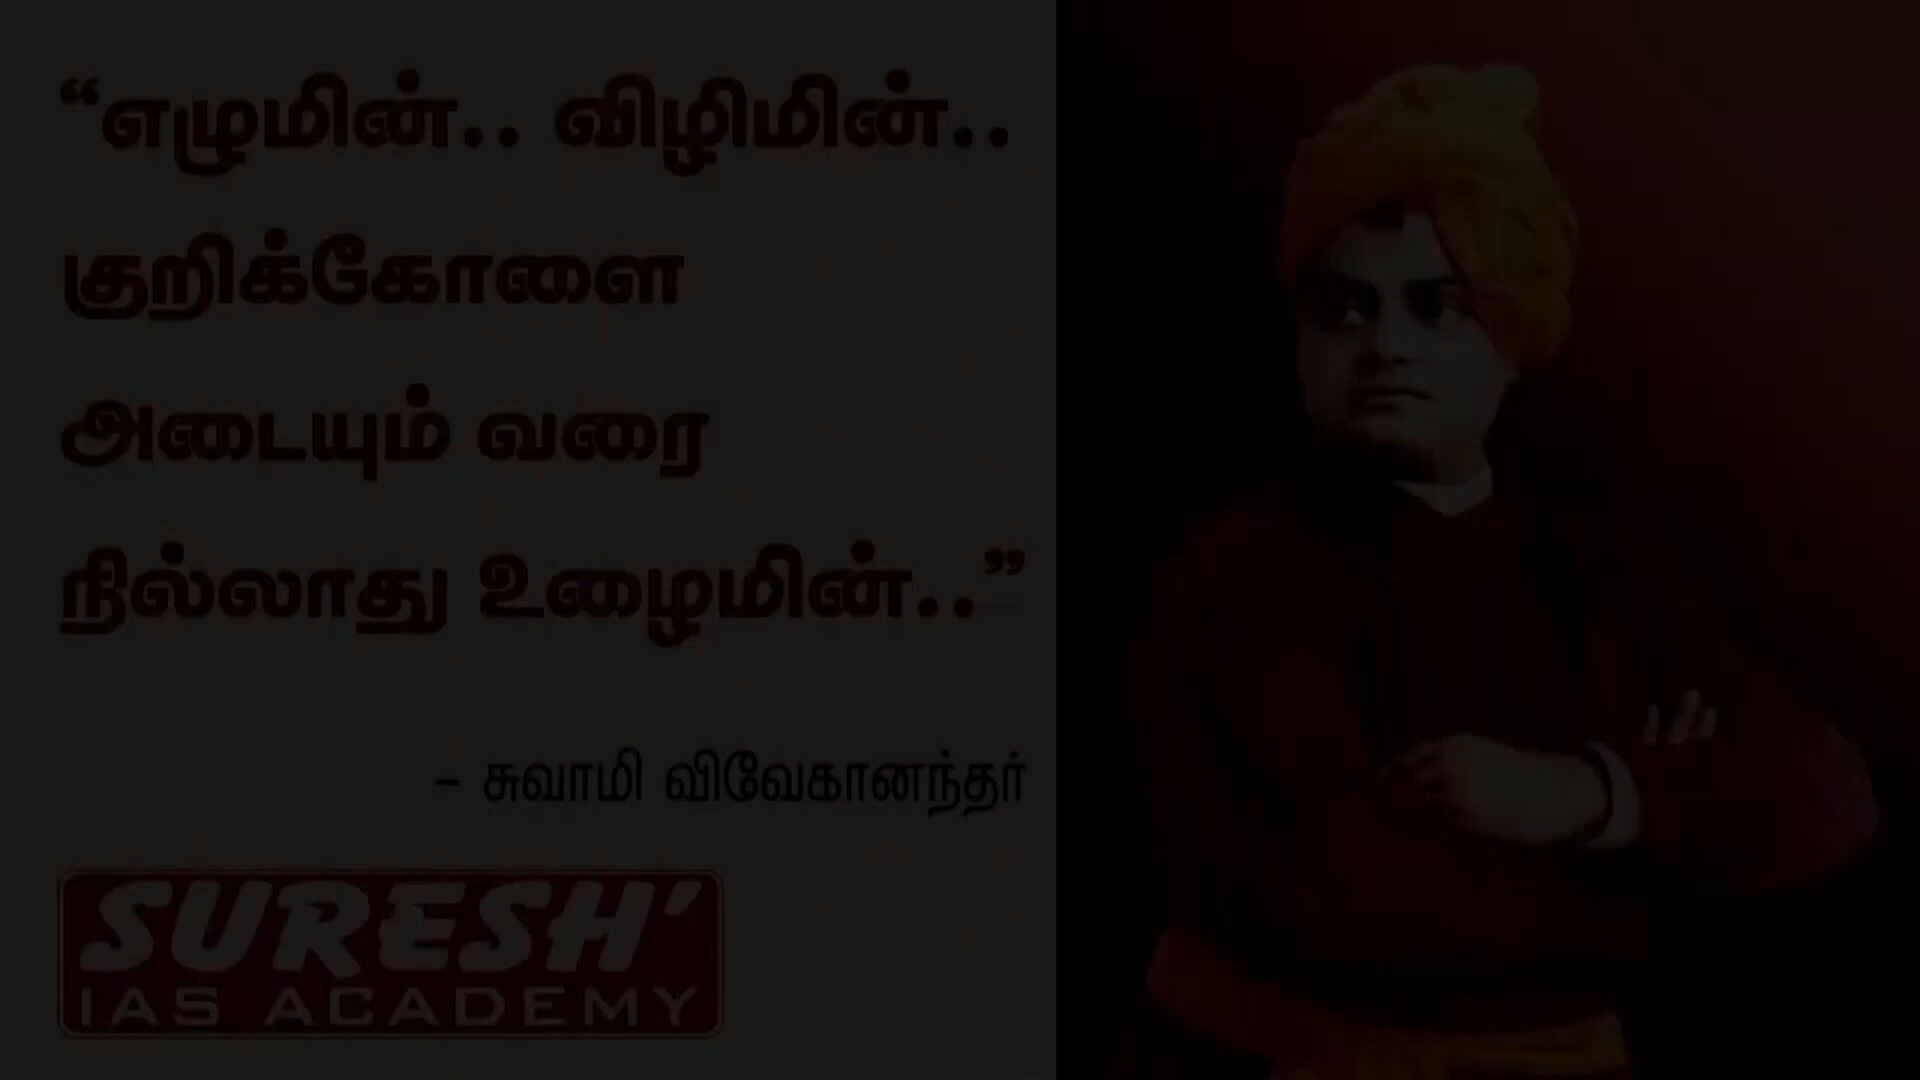 “எழுமின்.. விழிமின்..
குறிக்கோளை
அடையும் வரை
நில்லாது உழைமின்..”
– சுவாமி விவேகானந்தர்
SURESH'
IAS ACADEMY